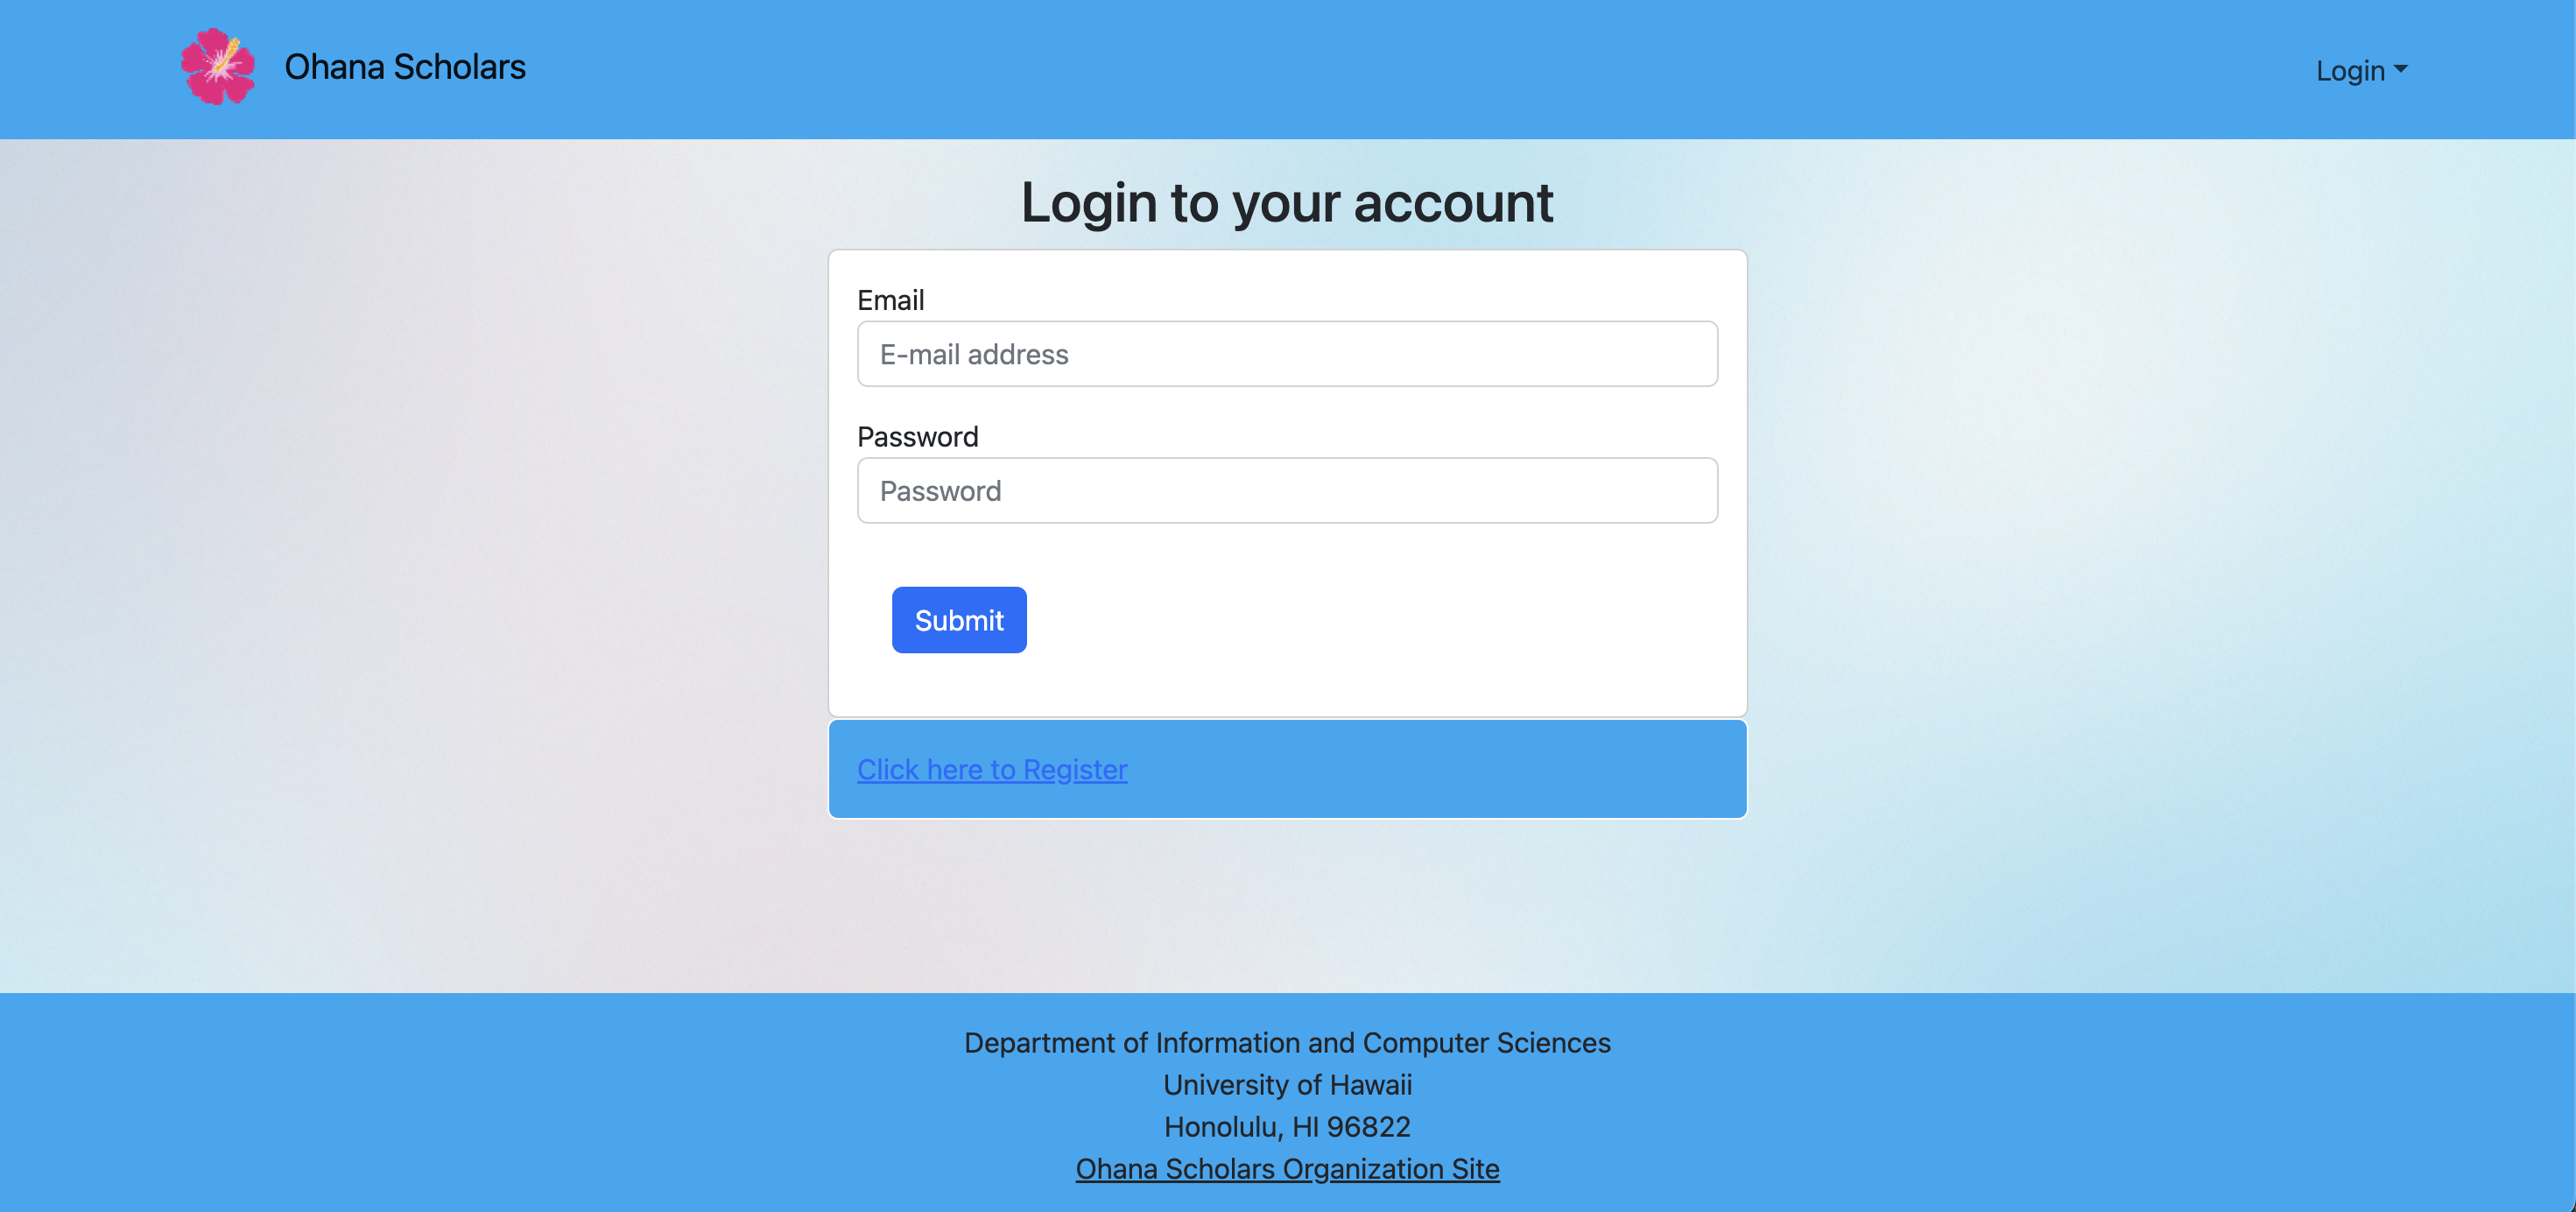 Ohana Scholars
Login
Login to your account
Email
E-mail address
Password
Password
Submit
Click here to Register
Department of Information and Computer Sciences
University of Hawaii
Honolulu, HI 96822
Ohana Scholars Organization Site